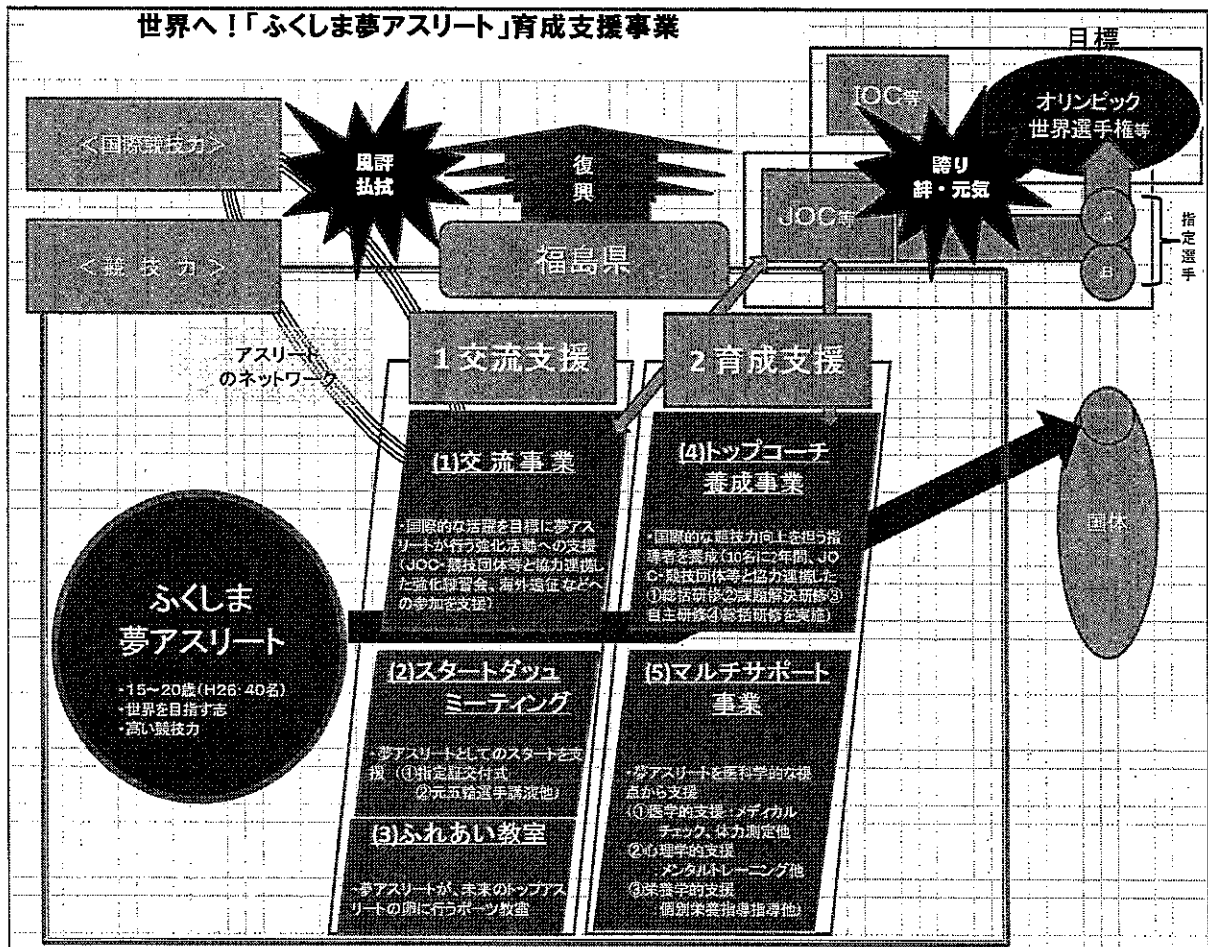 世界へ！「ふくしま夢アスリート」育成支援事業
目標
IOC等
オリンピック
世界選手権等
＜国際競技力＞
風評
払拭
復
興
誇り
絆・元気
JOC等
A
B
指
定
選
手
＜競技力＞
福島県
アスリート
のネットワーク
1 交流支援
2 育成支援
(1)交流事業
・国際的な活躍を目標に夢アス
リートが行う強化活動への支援
(JOC・競技団体等と協力連携し
た強化練習会、海外遠征などへ
の参加を支援)
(4)トップコーチ
養成事業
・国際的な競技力向上を担う指
導者を養成(10名に2年間、JO
C・競技団体等と協力連携した
①総括研修②課題解決研修③
自主研修④総括研修を実施)
国体
ふくしま
夢アスリート
・15～20歳(H26・40名)
・世界を目指す志
・高い競技力
(2)スタートダッシュ
ミーティング
・夢アスリートとしてのスタートを支
援 (①指定証交付式
②元五輪選手講演他)
(3)ふれあい教室
・夢アスリートが、未来のトップアス
リートの卵に行うポーツ教室
(5)マルチサポート
事業
・夢アスリートを医科学的な視
点から支援
(①医学的支援…メディカル
チェック、体力測定他
②心理学的支援
…メンタルトレーニング他
③栄養学的支援
…個別栄養指導指導他)